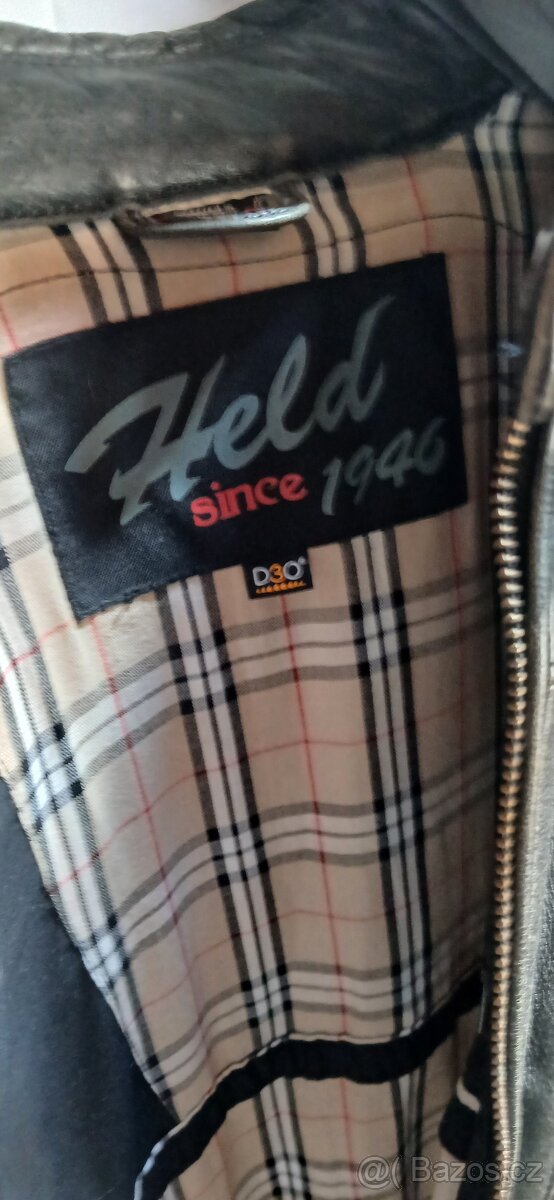 Held
since 1946
D3O®
@ Bazos.cz